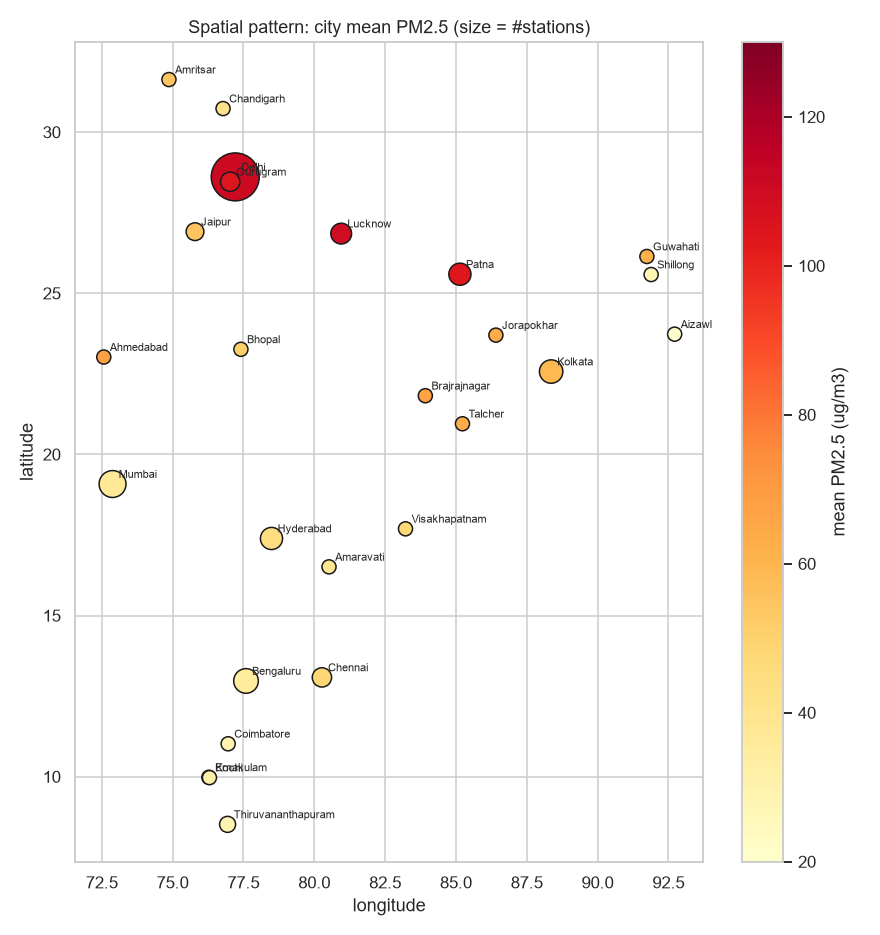 Spatial pattern: city mean PM2.5 (size = #stations)
Amritsar
Chandigarh
Delhi
Gurugram
Jaipur
Lucknow
Patna
Guwahati
Shillong
Aizawl
Jorapokhar
Kolkata
Ahmedabad
Bhopal
Brajrajnagar
Talcher
Mumbai
Hyderabad
Visakhapatnam
Amaravati
Bengaluru
Chennai
Coimbatore
Ernakulam
Kochi
Thiruvananthapuram
30
25
20
15
10
latitude
72.5 75.0 77.5 80.0 82.5 85.0 87.5 90.0 92.5
longitude
120
100
80
60
40
20
mean PM2.5 (ug/m3)